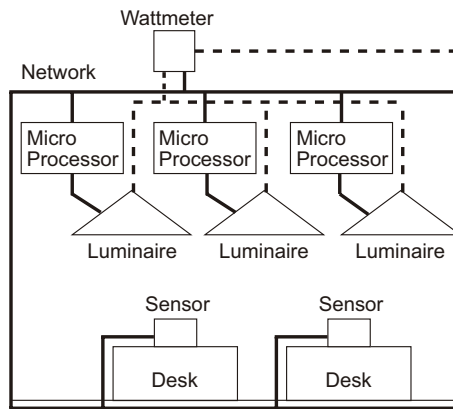 Wattmeter
Network
Micro
Processor
Micro
Processor
Micro
Processor
Luminaire
Luminaire
Luminaire
Sensor
Sensor
Desk
Desk